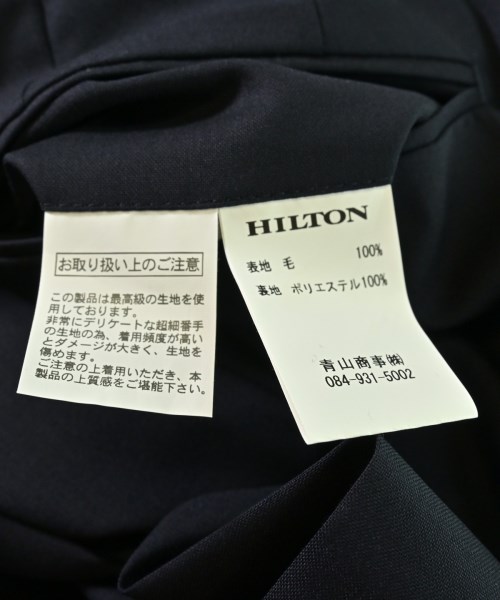 お取り扱い上のご注意
この製品は最高級の生地を使
用しております。
非常にデリケートな超細番手
の生地の為、着用頻度が高い
とダメージが大きく、生地を
傷めます。
ご注意の上着用いただき、本
製品の上質感をご堪能下さい。
HILTON
表地 毛 100%
裏地 ポリエステル100%
青山商事㈱
084-931-5002